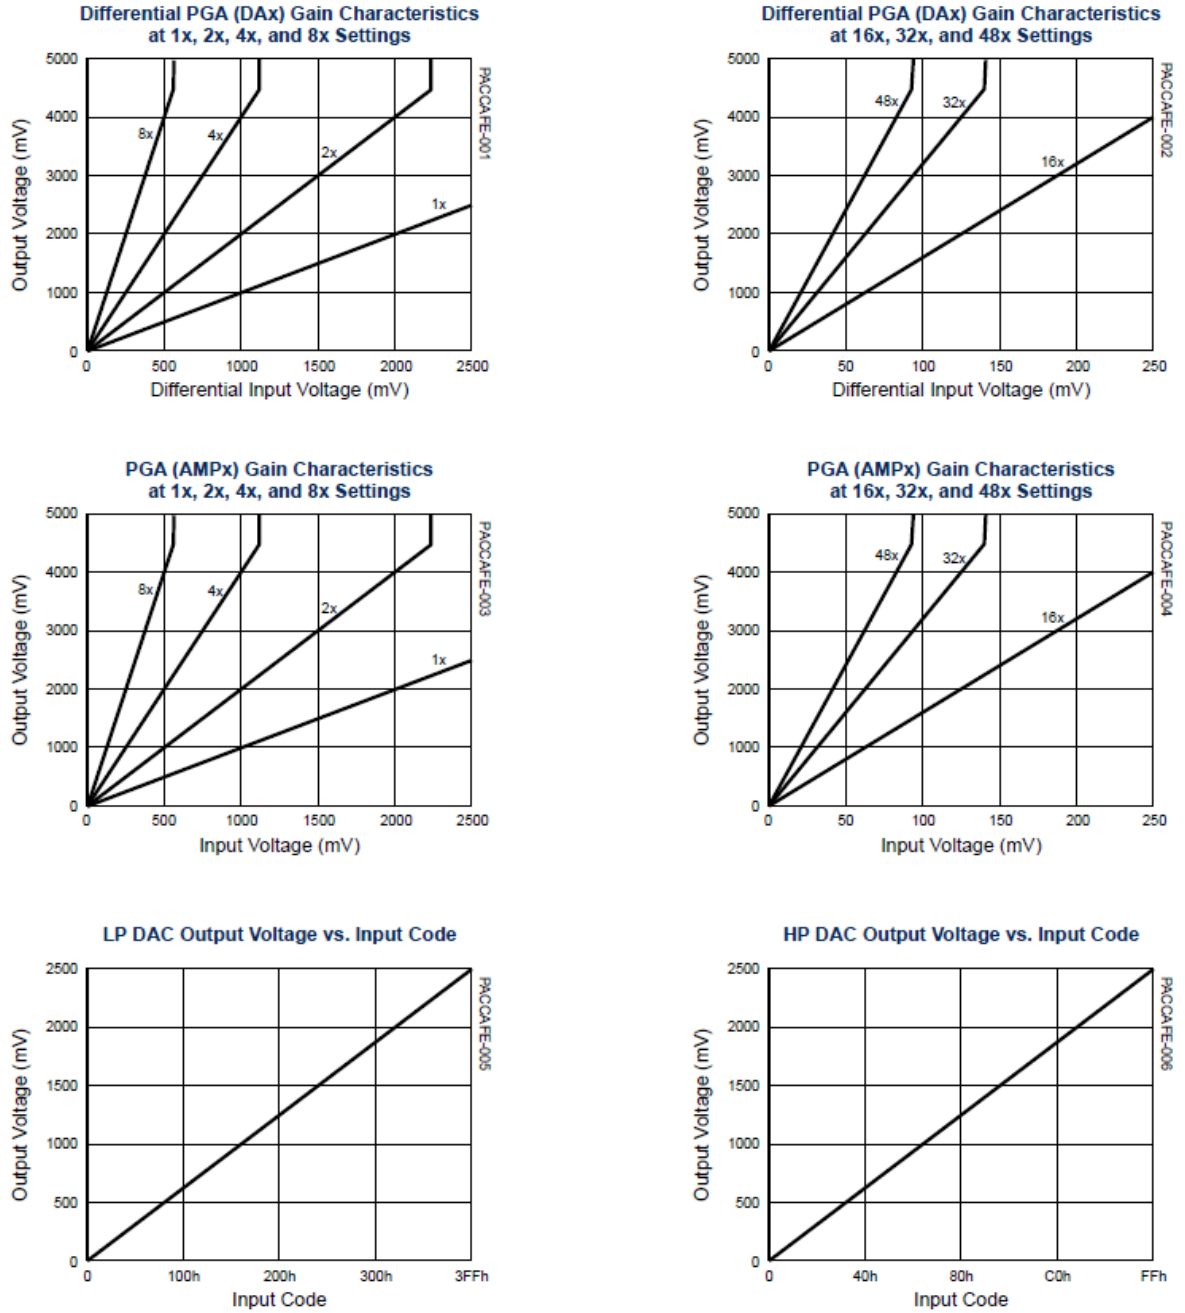 Differential PGA (DAx) Gain Characteristics
at 1x, 2x, 4x, and 8x Settings
5000
4000
3000
2000
1000
0
Output Voltage (mV)
8x
4x
2x
1x
PACCAFE-001
0 500 1000 1500 2000 2500
Differential Input Voltage (mV)
Differential PGA (DAx) Gain Characteristics
at 16x, 32x, and 48x Settings
5000
4000
3000
2000
1000
0
Output Voltage (mV)
48x
32x
16x
PACCAFE-002
0 50 100 150 200 250
Differential Input Voltage (mV)
PGA (AMPx) Gain Characteristics
at 1x, 2x, 4x, and 8x Settings
5000
4000
3000
2000
1000
0
Output Voltage (mV)
8x
4x
2x
1x
PACCAFE-003
0 500 1000 1500 2000 2500
Input Voltage (mV)
PGA (AMPx) Gain Characteristics
at 16x, 32x, and 48x Settings
5000
4000
3000
2000
1000
0
Output Voltage (mV)
48x
32x
16x
PACCAFE-004
0 50 100 150 200 250
Input Voltage (mV)
LP DAC Output Voltage vs. Input Code
2500
2000
1500
1000
500
0
Output Voltage (mV)
PACCAFE-005
0 100h 200h 300h 3FFh
Input Code
HP DAC Output Voltage vs. Input Code
2500
2000
1500
1000
500
0
Output Voltage (mV)
PACCAFE-006
0 40h 80h C0h FFh
Input Code